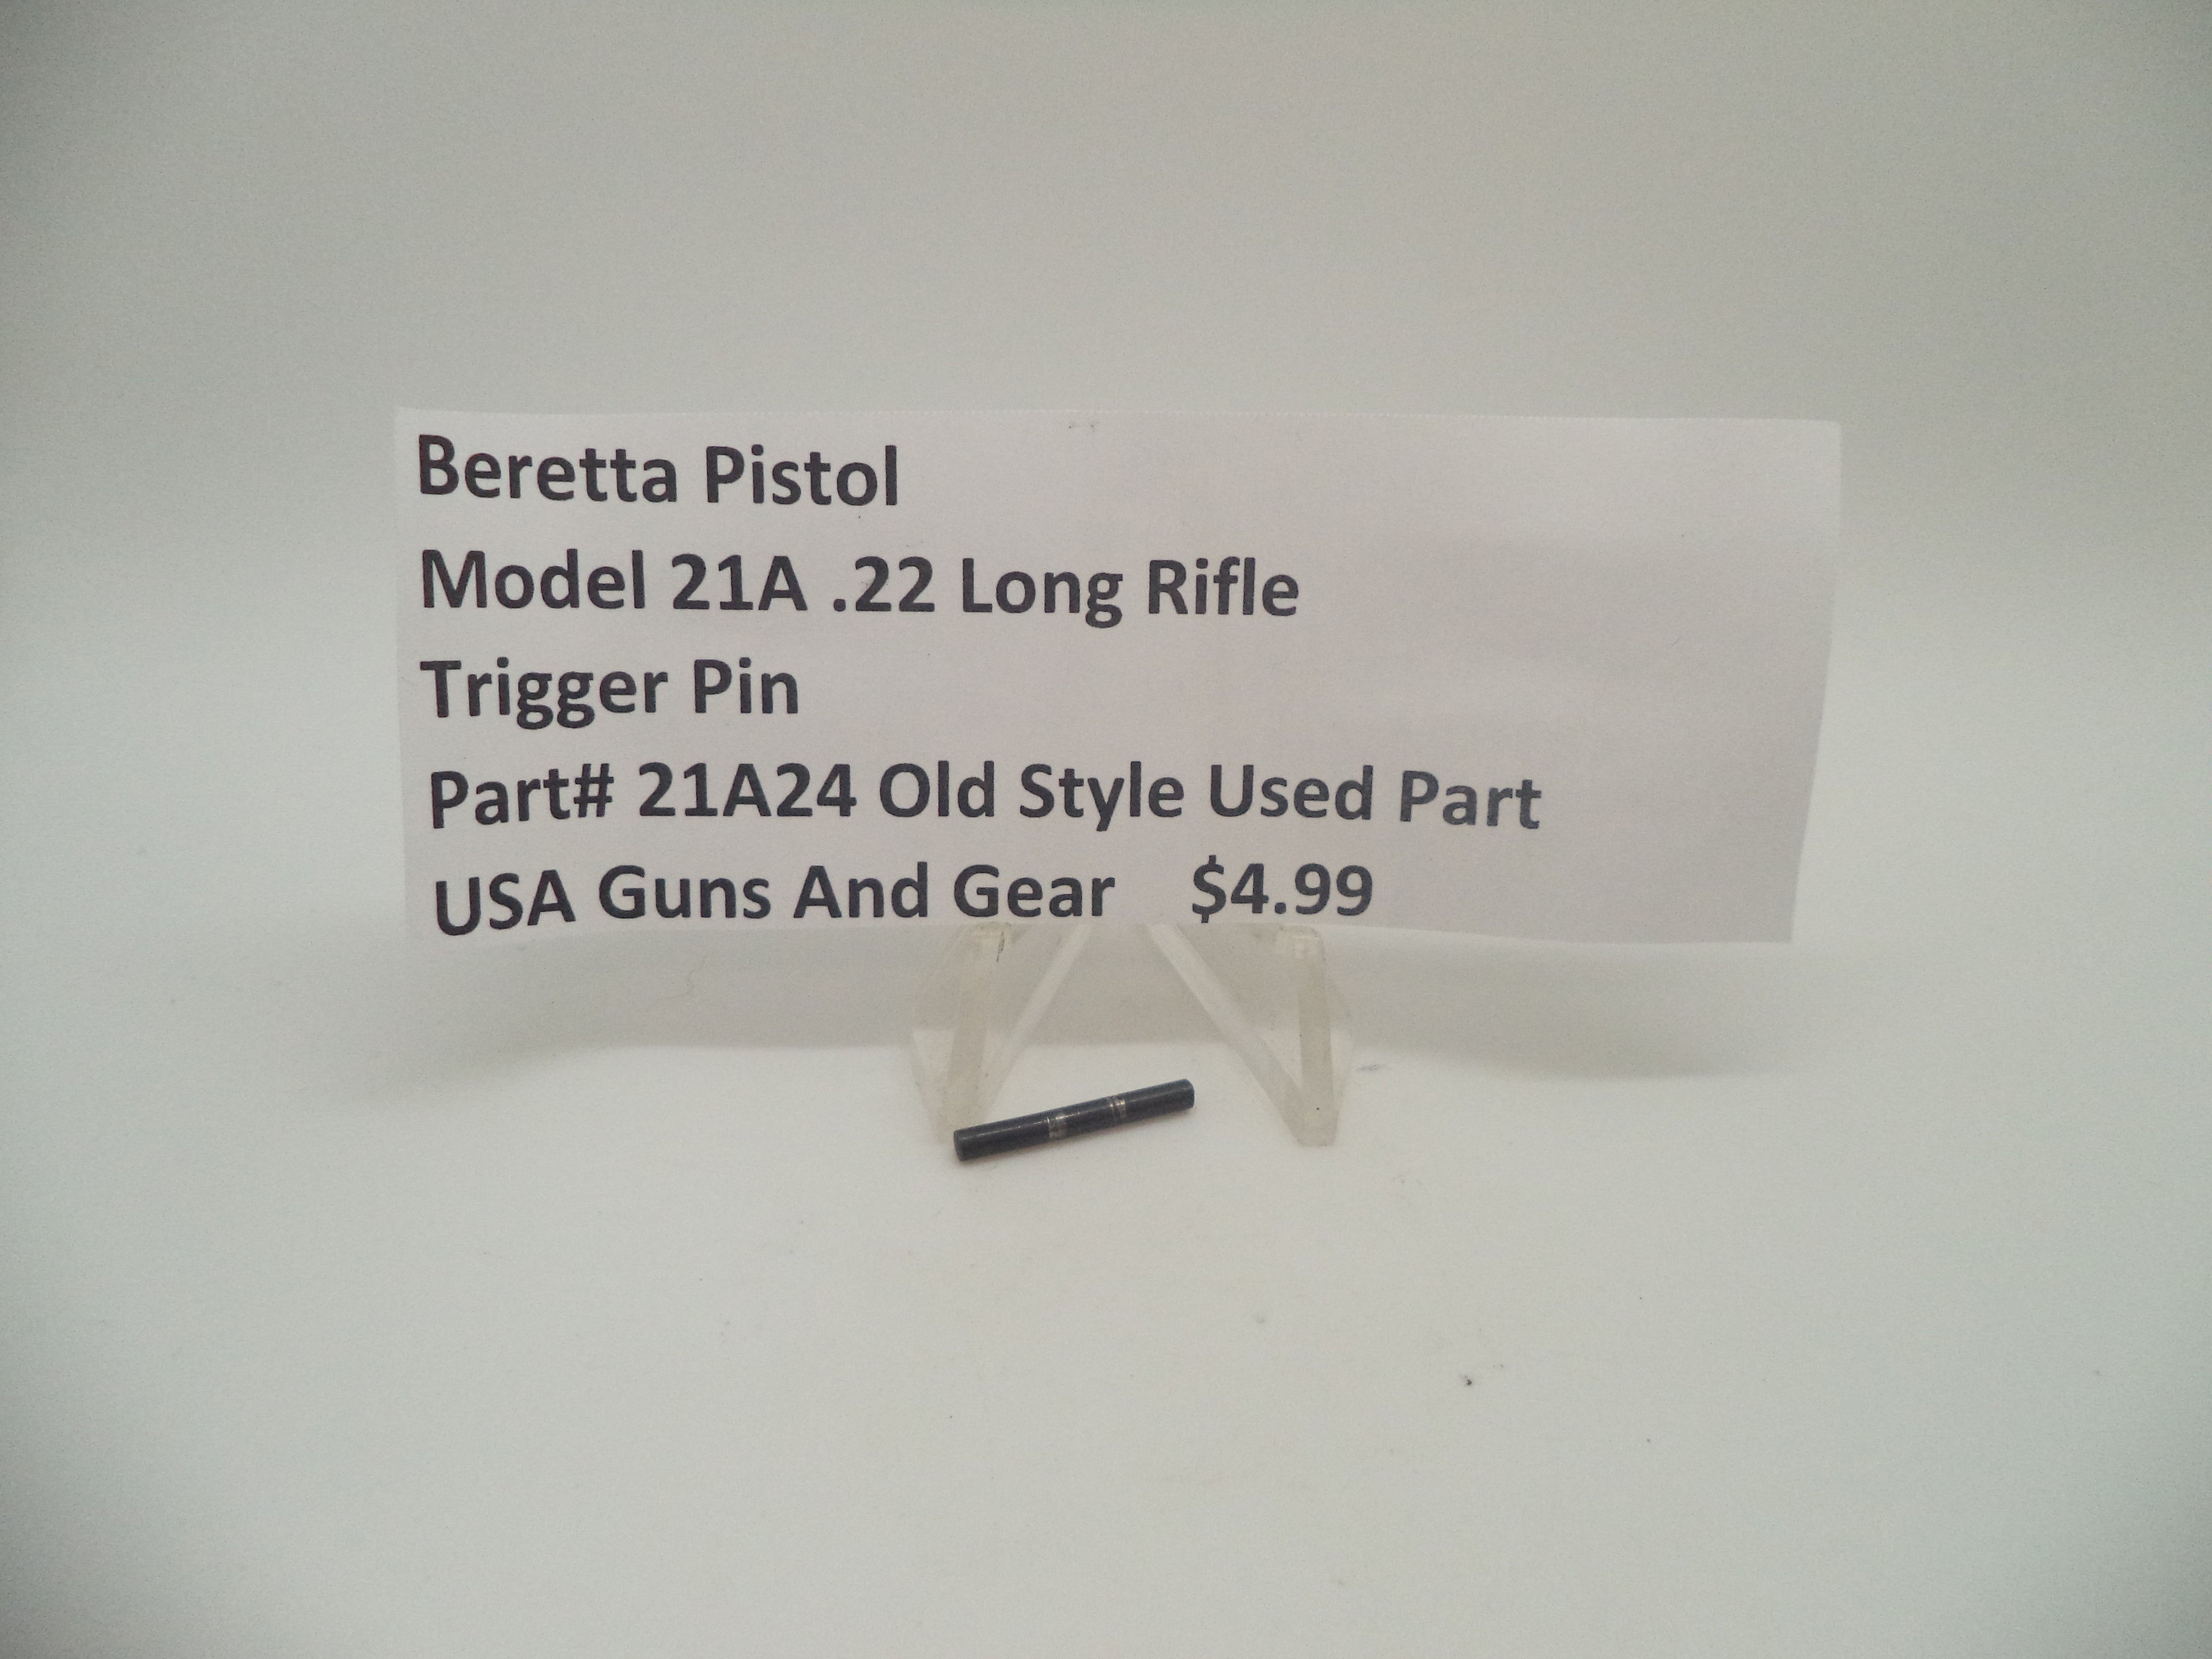 Beretta Pistol
Model 21A .22 Long Rifle
Trigger Pin
Part# 21A24 Old Style Used Part
USA Guns And Gear $4.99